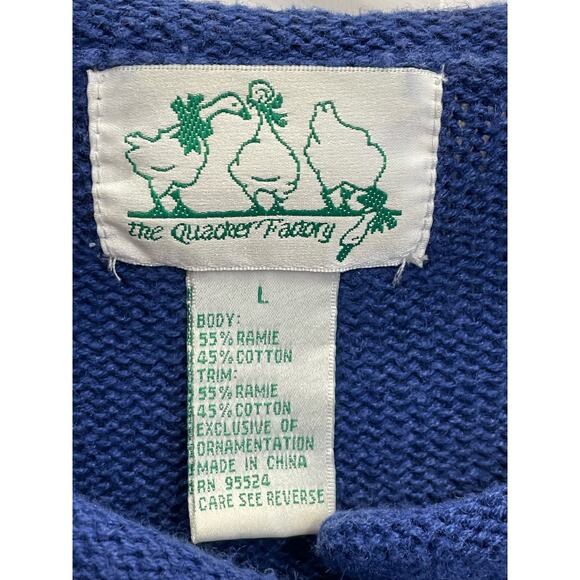 the Quacker Factory
L
BODY:
55% RAMIE
45% COTTON
TRIM:
55% RAMIE
45% COTTON
EXCLUSIVE OF
ORNAMENTATION
MADE IN CHINA
RN 95524
CARE SEE REVERSE